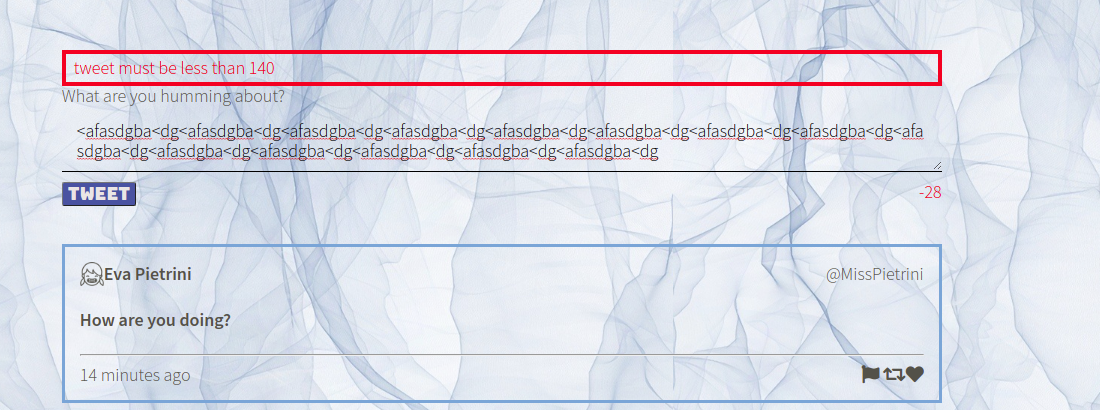 tweet must be less than 140
What are you humming about?
<afasdgba<dg<afasdgba<dg<afasdgba<dg<afasdgba<dg<afasdgba<dg<afasdgba<dg<afasdgba<dg<afasdgba<dg<afa
sdgba<dg<afasdgba<dg<afasdgba<dg<afasdgba<dg<afasdgba<dg<afasdgba<dg
TWEET -28
Eva Pietrini @MissPietrini
How are you doing?
14 minutes ago